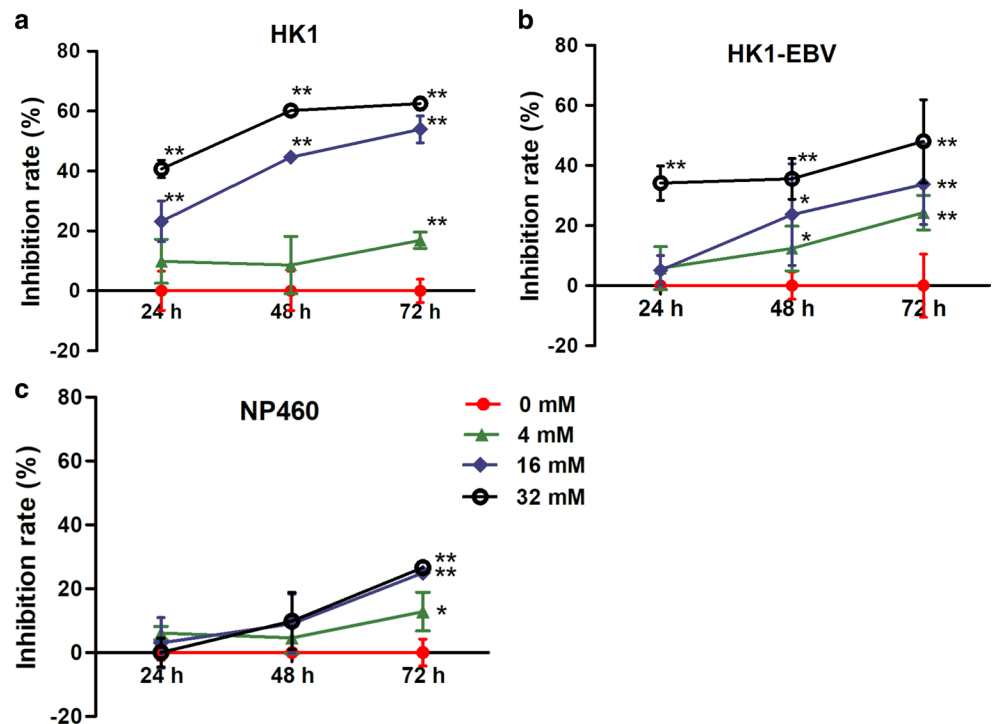 a
HK1
Inhibition rate (%)
80
60
40
20
0
-20
** ** **
** ** **
**
24 h 48 h 72 h
b
HK1-EBV
Inhibition rate (%)
80
60
40
20
0
-20
** ** **
* **
* **
24 h 48 h 72 h
c
NP460
Inhibition rate (%)
80
60
40
20
0
-20
**
**
*
24 h 48 h 72 h
0 mM
4 mM
16 mM
32 mM